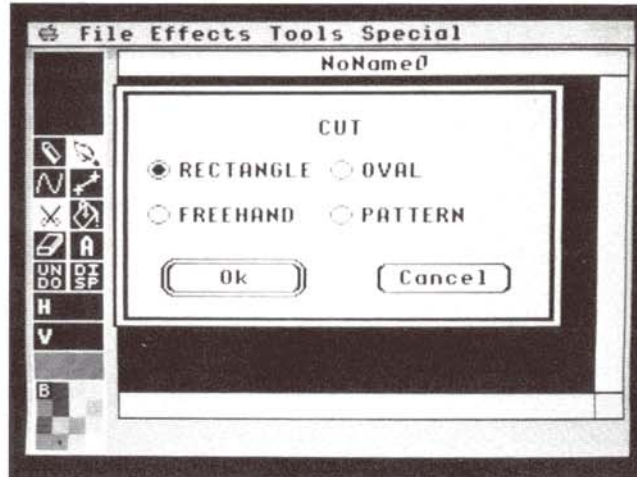 File Effects Tools Special
NoName0
CUT
RECTANGLE OVAL
FREEHAND PATTERN
Ok Cancel
A
UN DI
DO SP
H
V
B